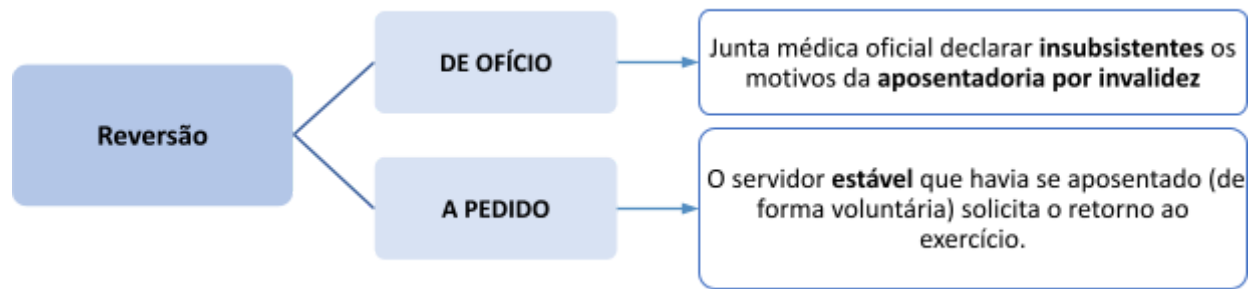 Reversão
DE OFÍCIO
Junta médica oficial declarar insubsistentes os
motivos da aposentadoria por invalidez
A PEDIDO
O servidor estável que havia se aposentado (de
forma voluntária) solicita o retorno ao
exercício.